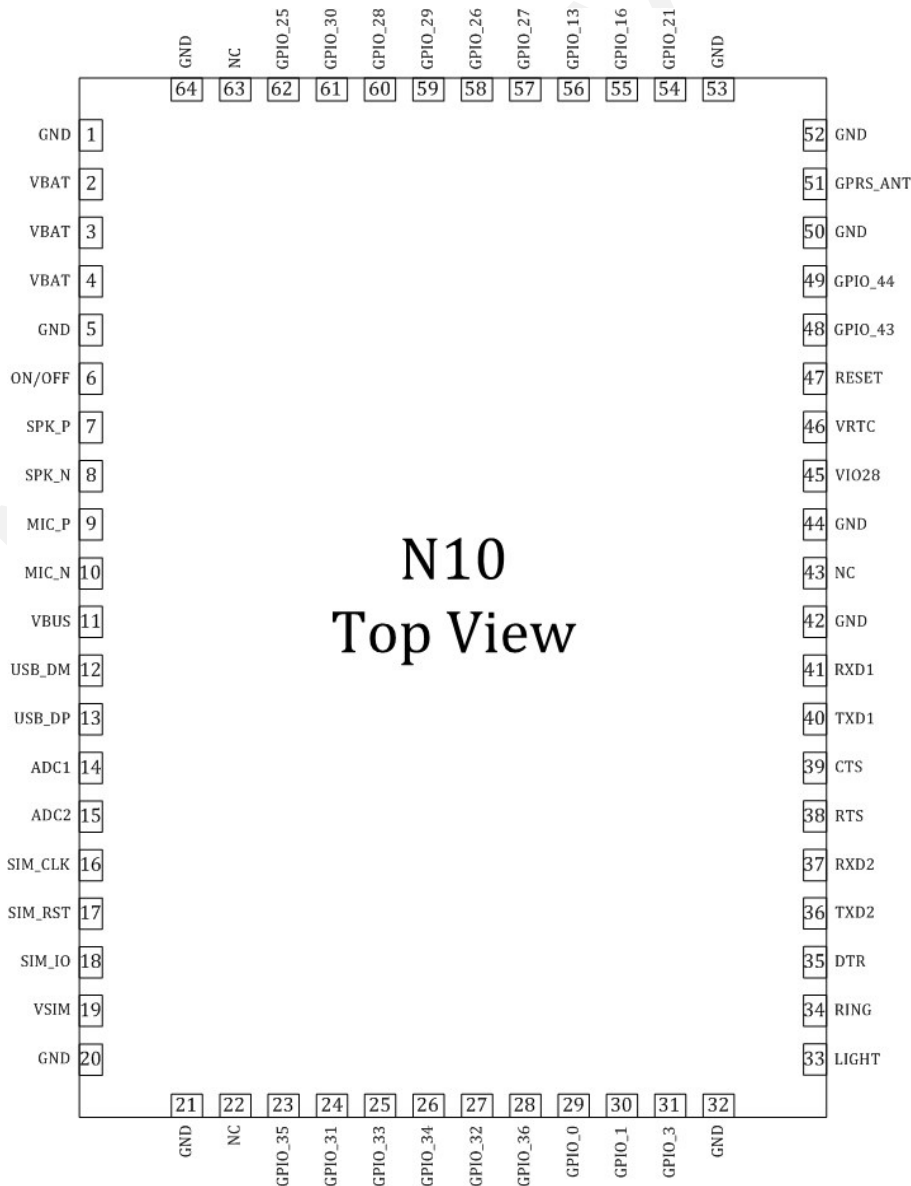 GND
NC
GPIO_25
GPIO_30
GPIO_28
GPIO_29
GPIO_26
GPIO_27
GPIO_13
GPIO_16
GPIO_21
GND
64 63 62 61 60 59 58 57 56 55 54 53
GND 1
VBAT 2
VBAT 3
VBAT 4
GND 5
ON/OFF 6
SPK_P 7
SPK_N 8
MIC_P 9
MIC_N 10
VBUS 11
USB_DM 12
USB_DP 13
ADC1 14
ADC2 15
SIM_CLK 16
SIM_RST 17
SIM_IO 18
VSIM 19
GND 20
N10
Top View
52 GND
51 GPRS_ANT
50 GND
49 GPIO_44
48 GPIO_43
47 RESET
46 VRTC
45 VIO28
44 GND
43 NC
42 GND
41 RXD1
40 TXD1
39 CTS
38 RTS
37 RXD2
36 TXD2
35 DTR
34 RING
33 LIGHT
21 22 23 24 25 26 27 28 29 30 31 32
GND
NC
GPIO_35
GPIO_31
GPIO_33
GPIO_34
GPIO_32
GPIO_36
GPIO_0
GPIO_1
GPIO_3
GND